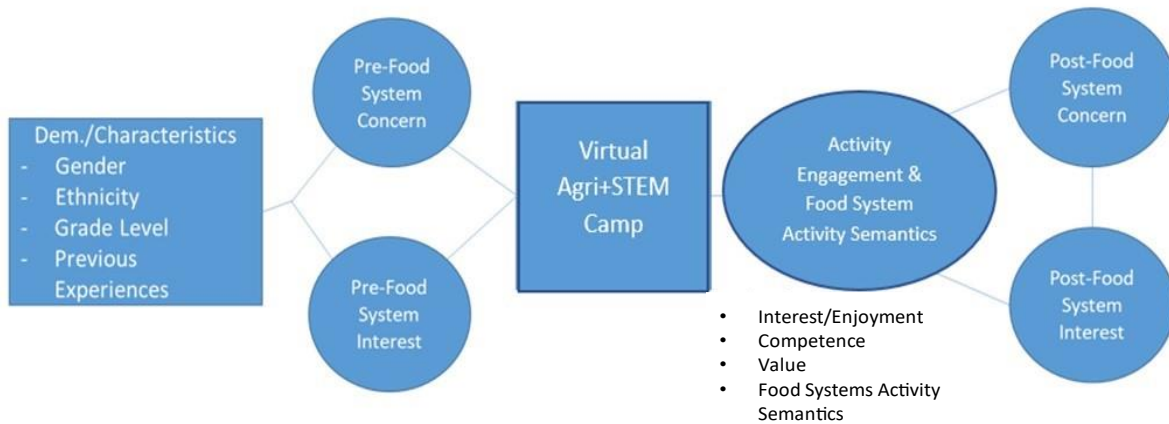 Dem./Characteristics
- Gender
- Ethnicity
- Grade Level
- Previous
Experiences
Pre-Food
System
Concern
Pre-Food
System
Interest
Virtual
Agri+STEM
Camp
Activity
Engagement &
Food System
Activity Semantics
• Interest/Enjoyment
• Competence
• Value
• Food Systems Activity
Semantics
Post-Food
System
Concern
Post-Food
System
Interest